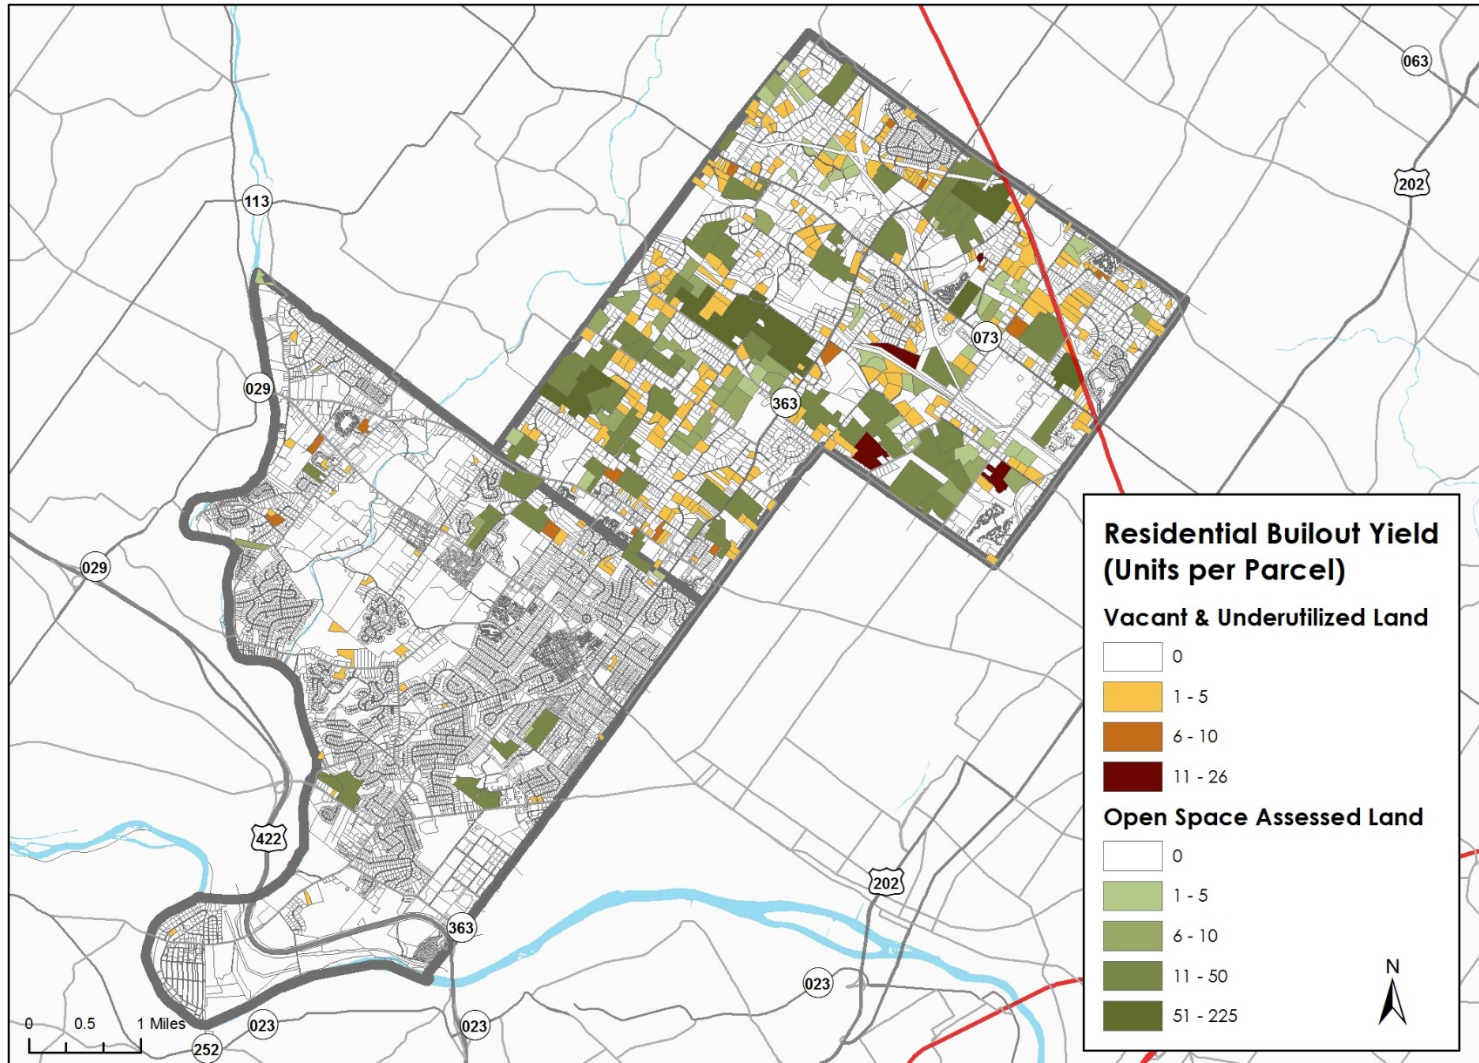 063
202
113
073
029
363
029
Residential Builout Yield
(Units per Parcel)
Vacant & Underutilized Land
0
1 - 5
6 - 10
11 - 26
Open Space Assessed Land
0
1 - 5
6 - 10
11 - 50
51 - 225
N
422
202
363
023
0 0.5 1 Miles
023
023
252